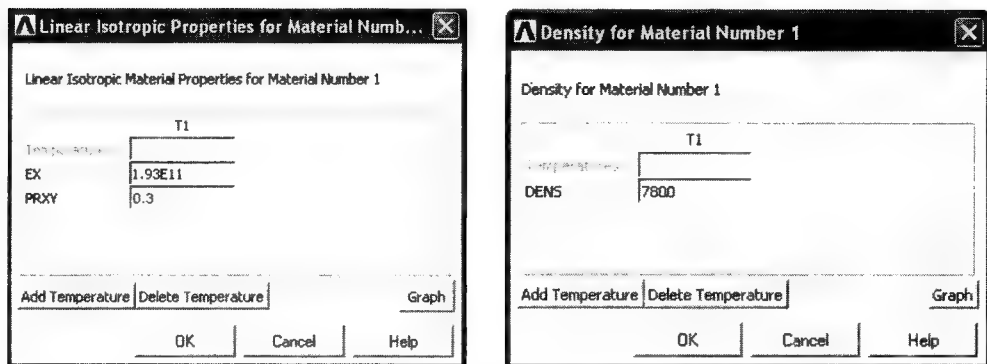 Linear Isotropic Properties for Material Numb...
Linear Isotropic Material Properties for Material Number 1
T1
Temperatures
EX 1.93E11
PRXY 0.3
Add Temperature Delete Temperature Graph
OK Cancel Help
Density for Material Number 1
Density for Material Number 1
T1
Temperatures
DENS 7800
Add Temperature Delete Temperature Graph
OK Cancel Help